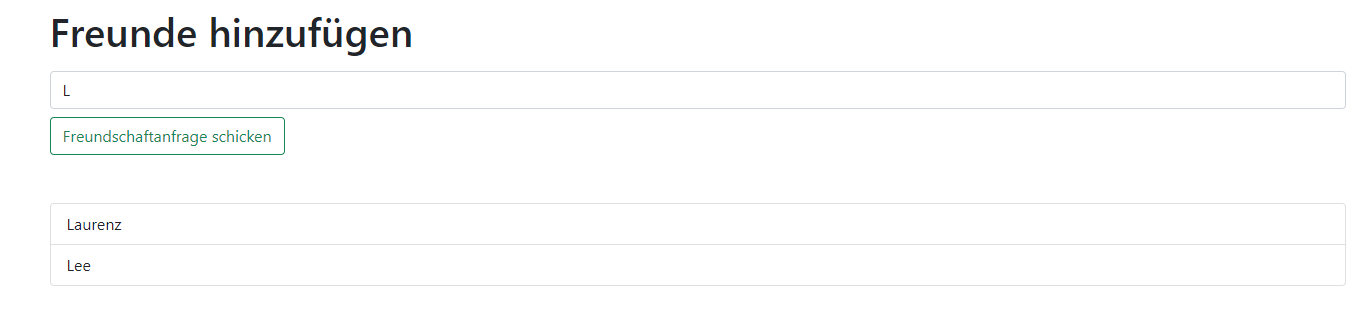 Freunde hinzufügen
L
Freundschaftanfrage schicken
Laurenz
Lee